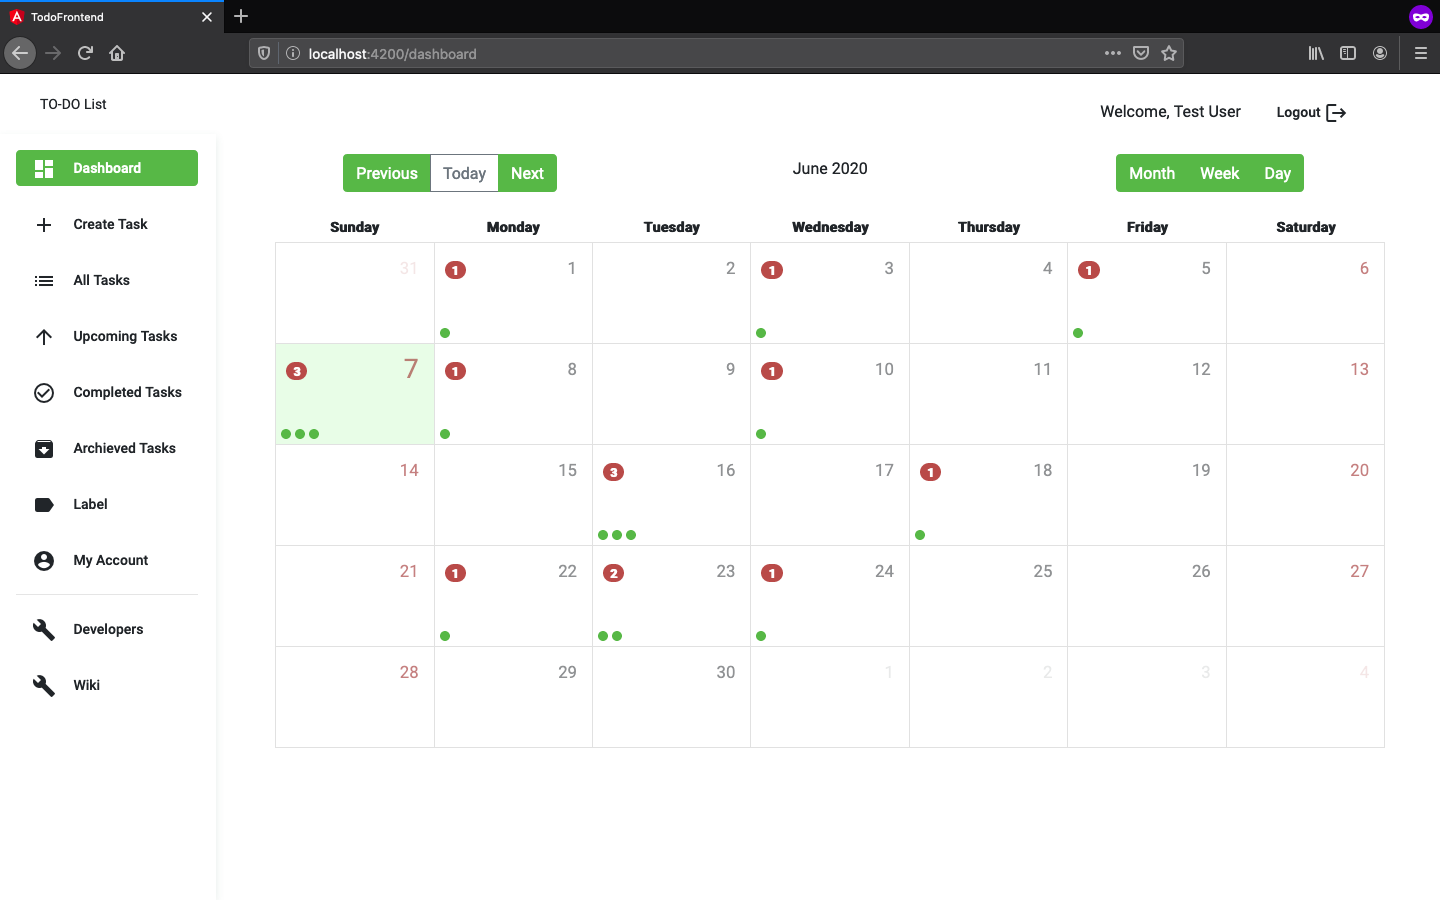 TodoFrontend
localhost:4200/dashboard
TO-DO List
Welcome, Test User
Logout
Dashboard
Create Task
All Tasks
Upcoming Tasks
Completed Tasks
Archieved Tasks
Label
My Account
Developers
Wiki
Previous Today Next
June 2020
Month Week Day
Sunday Monday Tuesday Wednesday Thursday Friday Saturday
31 1 1 2 1 3 4 1 5 6
3 7 1 8 9 1 10 11 12 13
14 15 3 16 17 1 18 19 20
21 1 22 2 23 1 24 25 26 27
28 29 30 1 2 3 4